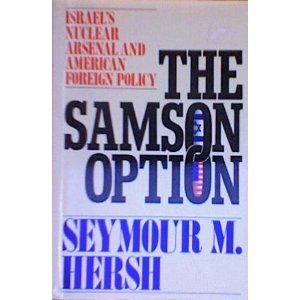 ISRAEL'S
NUCLEAR
ARSENAL AND
AMERICAN
FOREIGN POLICY
THE
SAMSON
OPTION
SEYMOUR M.
HERSH